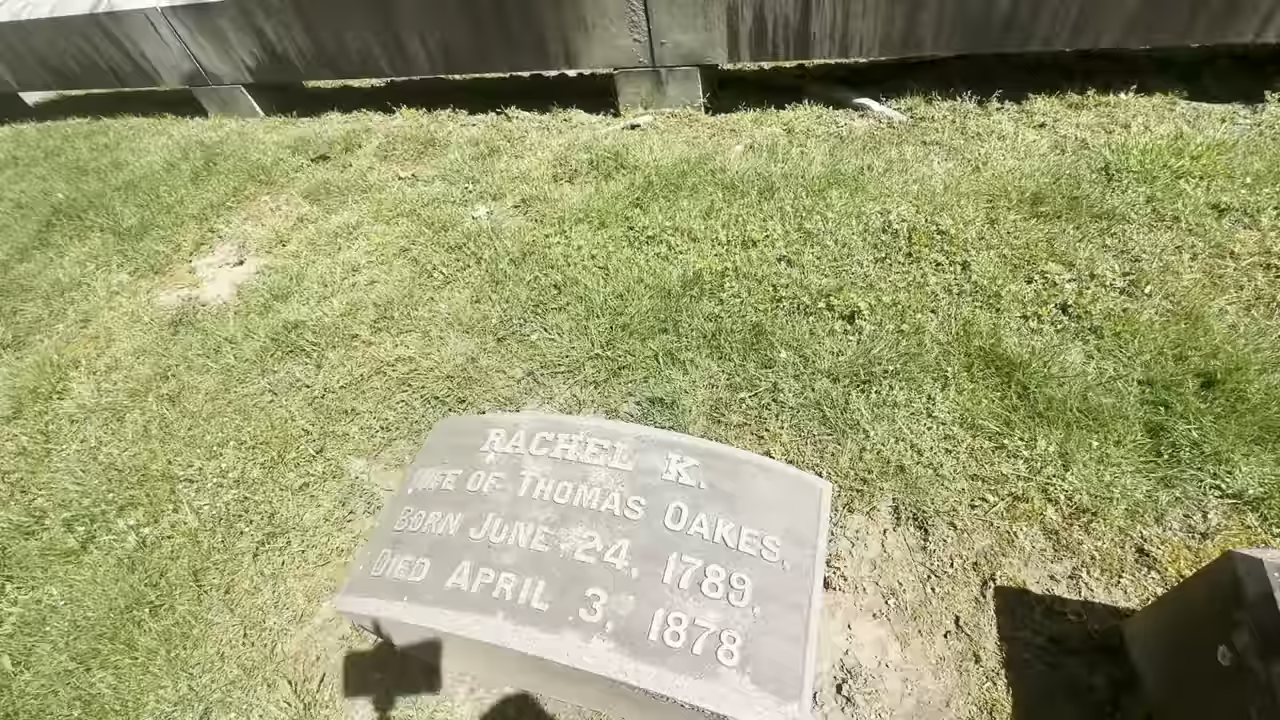 RACHEL K.
WIFE OF THOMAS OAKES,
BORN JUNE 24, 1789,
DIED APRIL 3, 1878